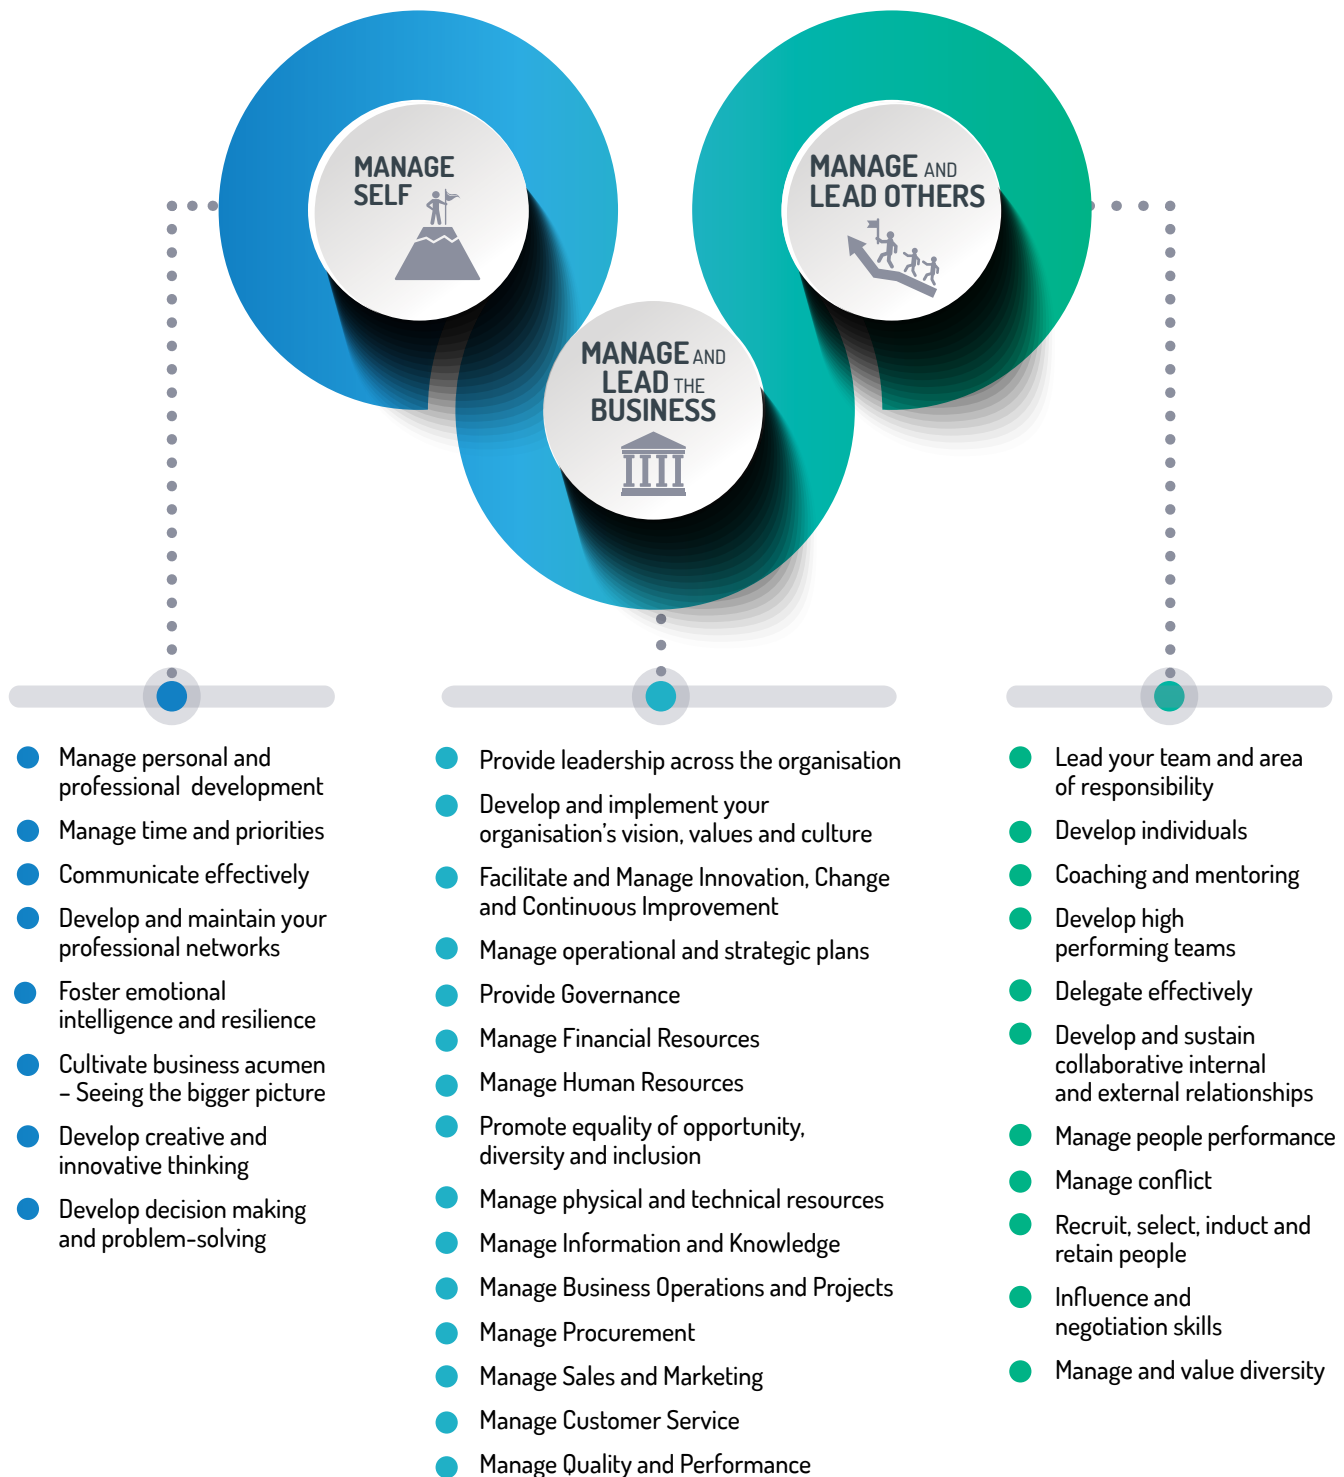 MANAGE
SELF
MANAGE AND
LEAD OTHERS
MANAGE AND
LEAD THE
BUSINESS
Manage personal and
professional development
Manage time and priorities
Communicate effectively
Develop and maintain your
professional networks
Foster emotional
intelligence and resilience
Cultivate business acumen
– Seeing the bigger picture
Develop creative and
innovative thinking
Develop decision making
and problem-solving
Provide leadership across the organisation
Develop and implement your
organisation's vision, values and culture
Facilitate and Manage Innovation, Change
and Continuous Improvement
Manage operational and strategic plans
Provide Governance
Manage Financial Resources
Manage Human Resources
Promote equality of opportunity,
diversity and inclusion
Manage physical and technical resources
Manage Information and Knowledge
Manage Business Operations and Projects
Manage Procurement
Manage Sales and Marketing
Manage Customer Service
Manage Quality and Performance
Lead your team and area
of responsibility
Develop individuals
Coaching and mentoring
Develop high
performing teams
Delegate effectively
Develop and sustain
collaborative internal
and external relationships
Manage people performance
Manage conflict
Recruit, select, induct and
retain people
Influence and
negotiation skills
Manage and value diversity